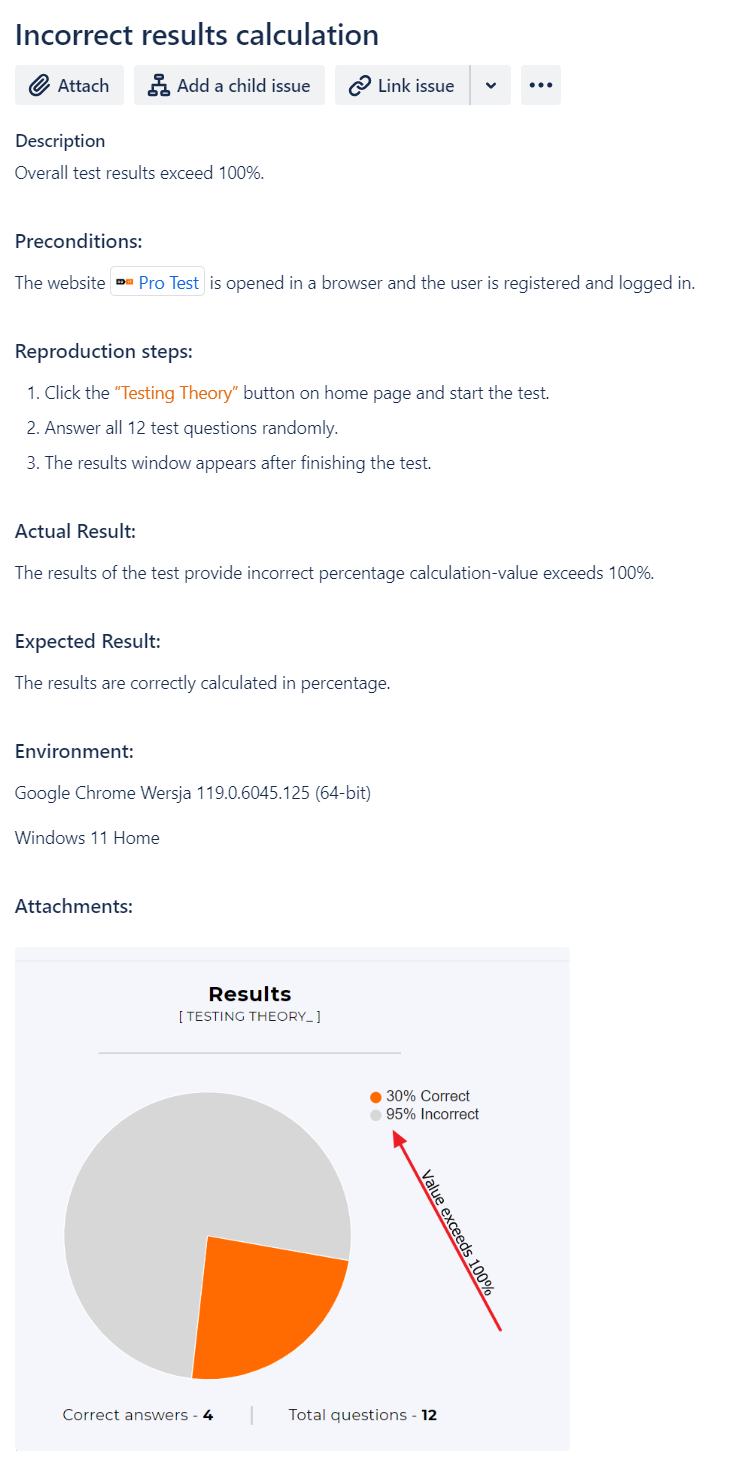 Incorrect results calculation
Attach Add a child issue Link issue
Description
Overall test results exceed 100%.
Preconditions:
The website Pro Test is opened in a browser and the user is registered and logged in.
Reproduction steps:
1. Click the “Testing Theory” button on home page and start the test.
2. Answer all 12 test questions randomly.
3. The results window appears after finishing the test.
Actual Result:
The results of the test provide incorrect percentage calculation-value exceeds 100%.
Expected Result:
The results are correctly calculated in percentage.
Environment:
Google Chrome Wersja 119.0.6045.125 (64-bit)
Windows 11 Home
Attachments:
Results
[ TESTING THEORY_ ]
30% Correct
95% Incorrect
Value exceeds 100%
Correct answers - 4 | Total questions - 12